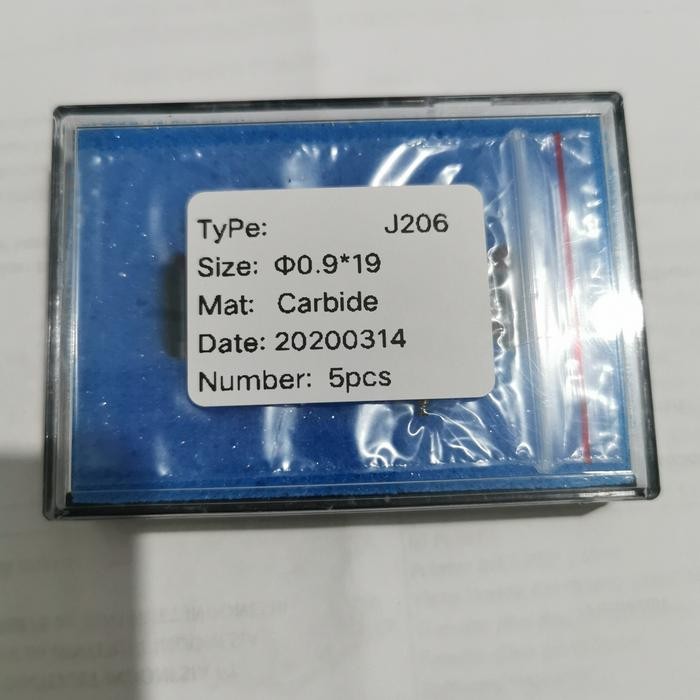 TyPe: J206
Size: Φ0.9*19
Mat: Carbide
Date: 20200314
Number: 5pcs